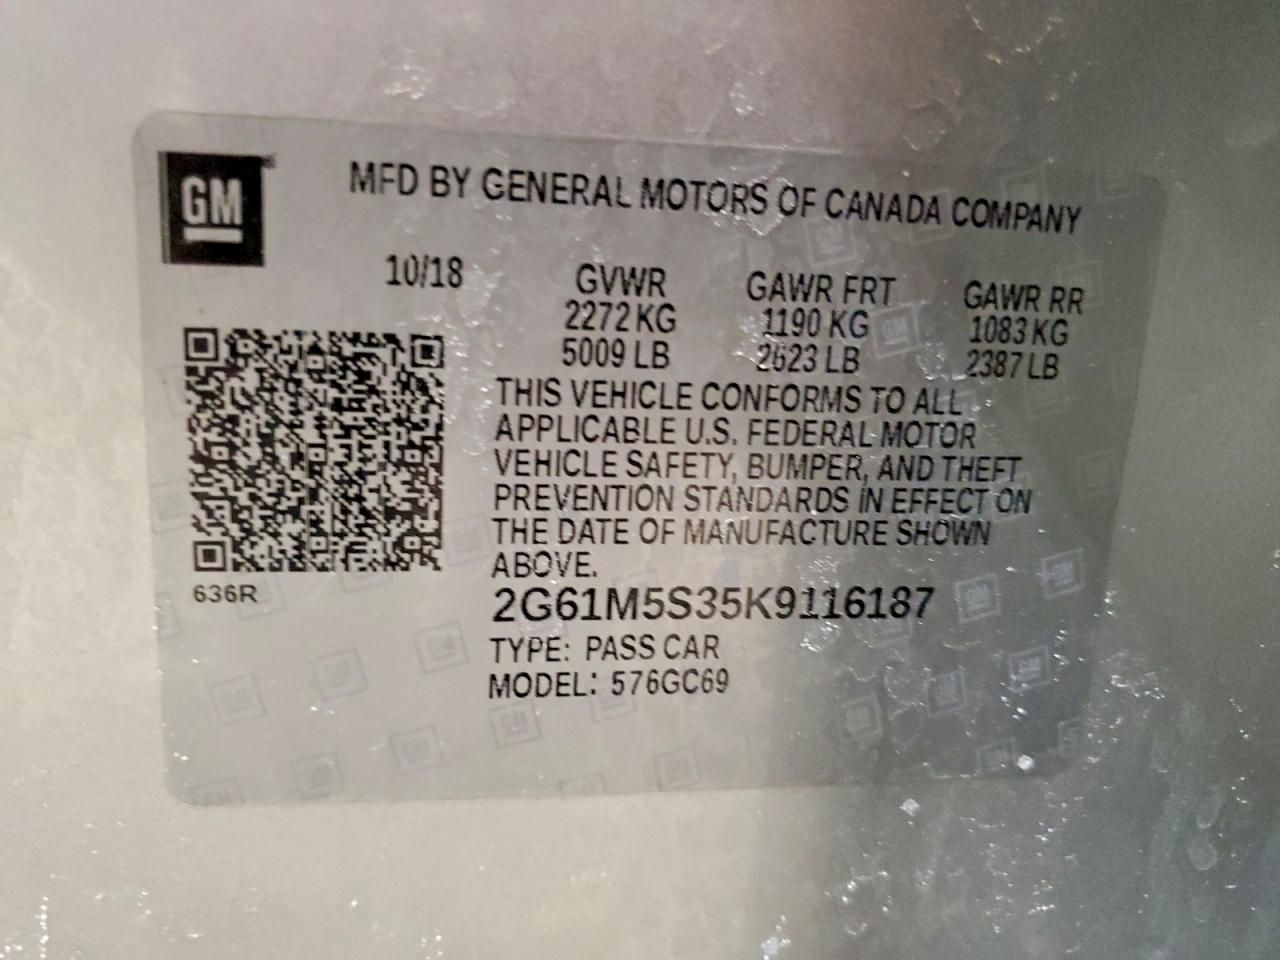 GM
MFD BY GENERAL MOTORS OF CANADA COMPANY
10/18 GVWR GAWR FRT GAWR RR
2272 KG 1190 KG 1083 KG
5009 LB 2623 LB 2387 LB
THIS VEHICLE CONFORMS TO ALL
APPLICABLE U.S. FEDERAL MOTOR
VEHICLE SAFETY, BUMPER, AND THEFT
PREVENTION STANDARDS IN EFFECT ON
THE DATE OF MANUFACTURE SHOWN
ABOVE.
636R
2G61M5S35K9116187
TYPE: PASS CAR
MODEL: 576GC69